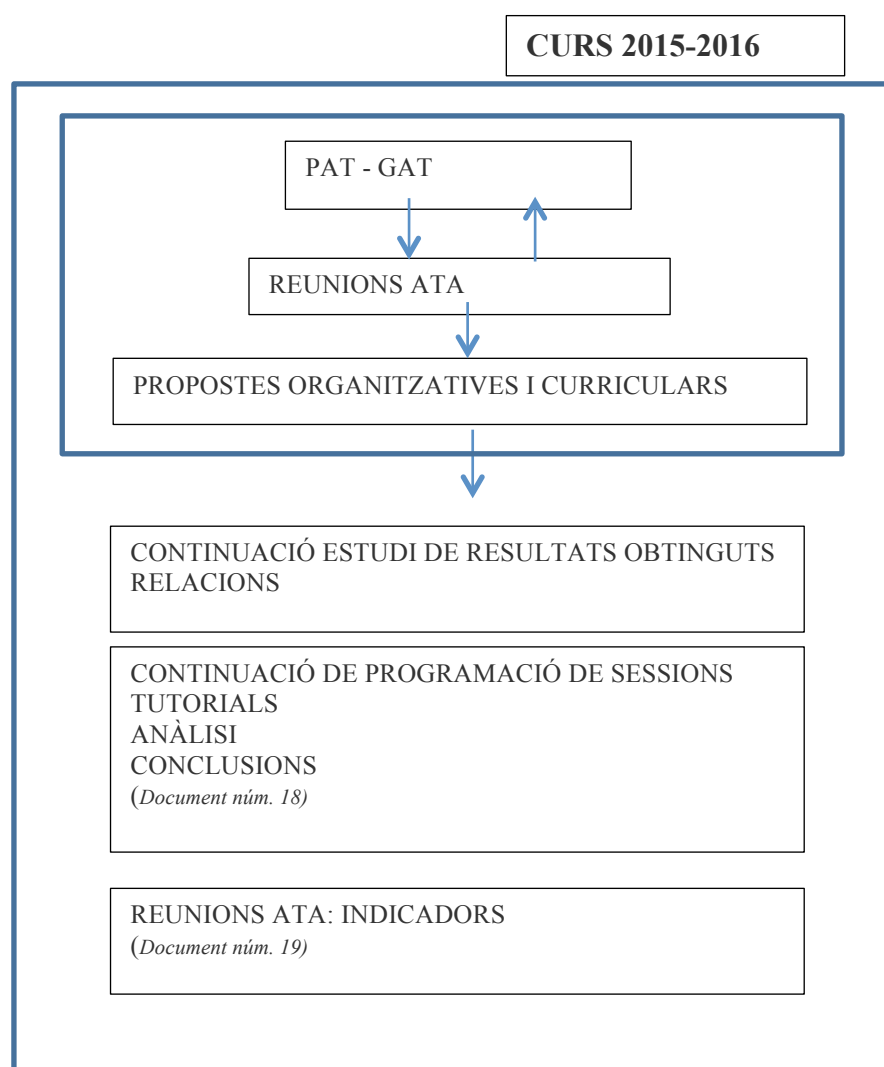 CURS 2015-2016
PAT - GAT
REUNIONS ATA
PROPOSTES ORGANITZATIVES I CURRICULARS
CONTINUACIÓ ESTUDI DE RESULTATS OBTINGUTS
RELACIONS
CONTINUACIÓ DE PROGRAMACIÓ DE SESSIONS
TUTORIALS
ANÀLISI
CONCLUSIONS
(Document núm. 18)
REUNIONS ATA: INDICADORS
(Document núm. 19)